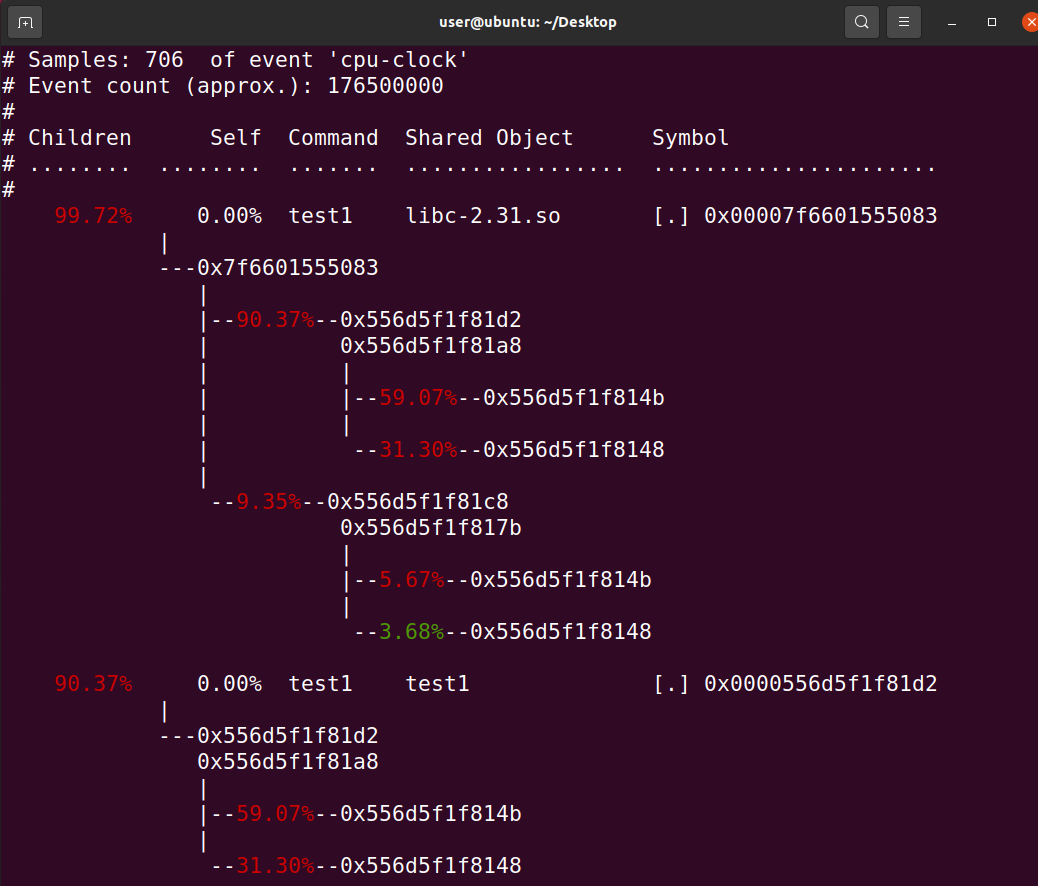 user@ubuntu: ~/Desktop
# Samples: 706  of event 'cpu-clock'
# Event count (approx.): 176500000
#
# Children      Self  Command  Shared Object      Symbol
# ........  ........  .......  .................  ......................
#
    99.72%     0.00%  test1    libc-2.31.so       [.] 0x00007f6601555083
            |
            ---0x7f6601555083
               |
               |--90.37%--0x556d5f1f81d2
               |          0x556d5f1f81a8
               |          |
               |          |--59.07%--0x556d5f1f814b
               |          |
               |           --31.30%--0x556d5f1f8148
               |
                --9.35%--0x556d5f1f81c8
                          0x556d5f1f817b
                          |
                          |--5.67%--0x556d5f1f814b
                          |
                           --3.68%--0x556d5f1f8148

    90.37%     0.00%  test1    test1              [.] 0x0000556d5f1f81d2
            |
            ---0x556d5f1f81d2
               0x556d5f1f81a8
               |
               |--59.07%--0x556d5f1f814b
               |
                --31.30%--0x556d5f1f8148